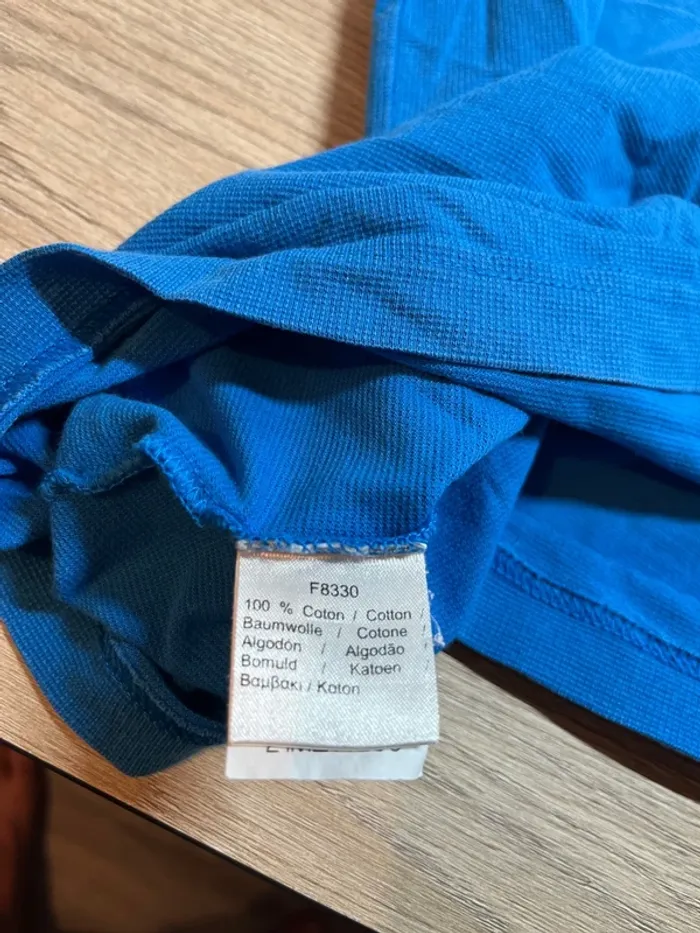 F8330
100 % Coton / Cotton /
Baumwolle / Cotone /
Algodón / Algodão /
Bomuld / Katoen /
Βαμβακι / Koton